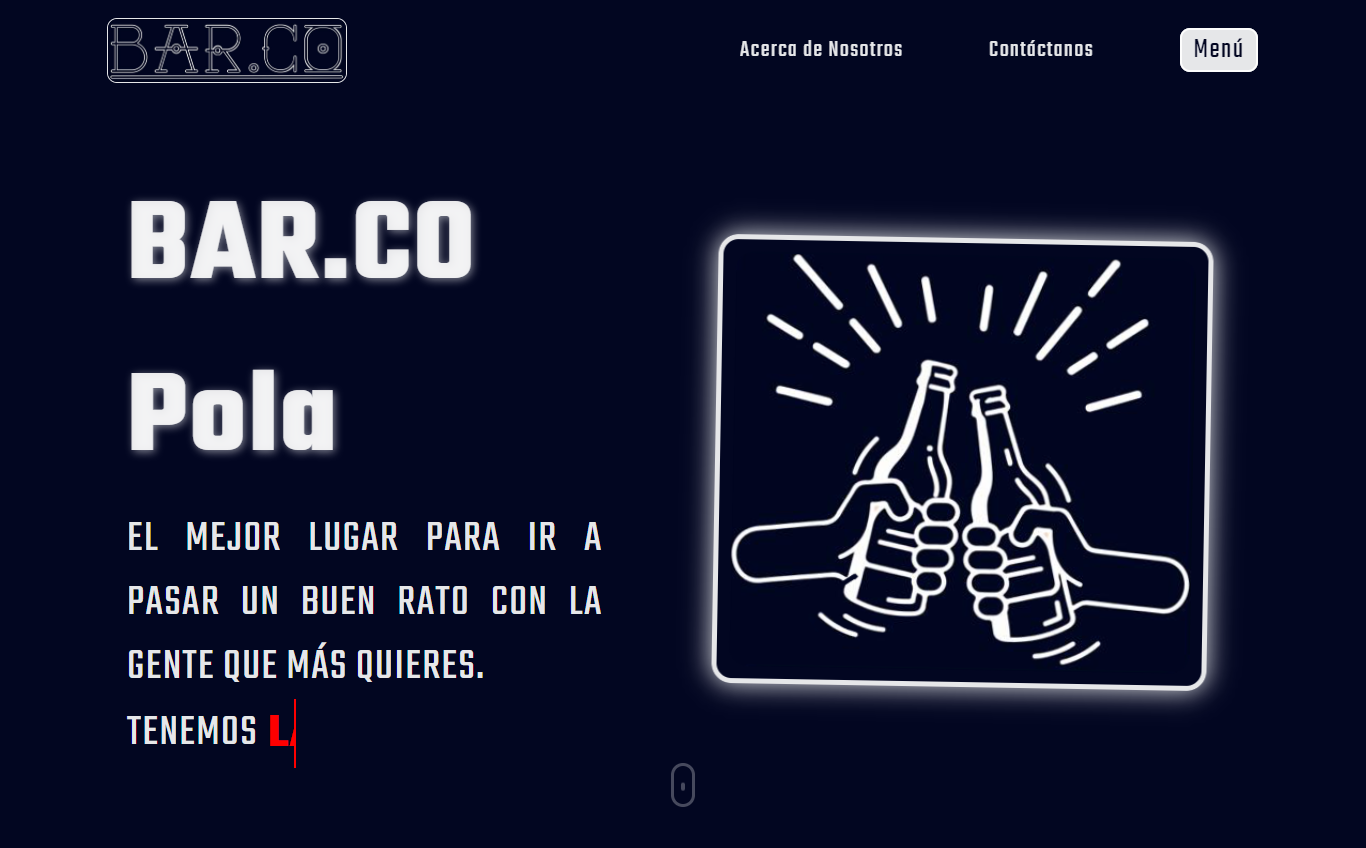 BAR.CO
Acerca de Nosotros
Contáctanos
Menú
BAR.CO
Pola
EL MEJOR LUGAR PARA IR A
PASAR UN BUEN RATO CON LA
GENTE QUE MÁS QUIERES.
TENEMOS L